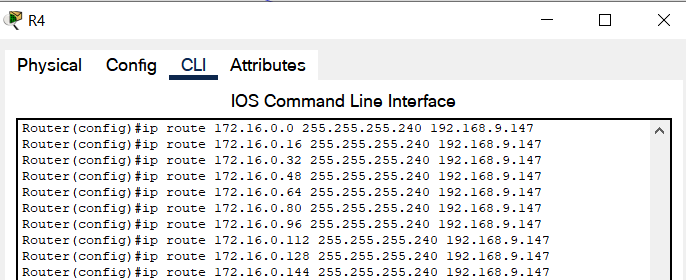 R4
Physical Config CLI Attributes
IOS Command Line Interface
Router(config)#ip route 172.16.0.0 255.255.255.240 192.168.9.147
Router(config)#ip route 172.16.0.16 255.255.255.240 192.168.9.147
Router(config)#ip route 172.16.0.32 255.255.255.240 192.168.9.147
Router(config)#ip route 172.16.0.48 255.255.255.240 192.168.9.147
Router(config)#ip route 172.16.0.64 255.255.255.240 192.168.9.147
Router(config)#ip route 172.16.0.80 255.255.255.240 192.168.9.147
Router(config)#ip route 172.16.0.96 255.255.255.240 192.168.9.147
Router(config)#ip route 172.16.0.112 255.255.255.240 192.168.9.147
Router(config)#ip route 172.16.0.128 255.255.255.240 192.168.9.147
Router(config)#ip route 172.16.0.144 255.255.255.240 192.168.9.147